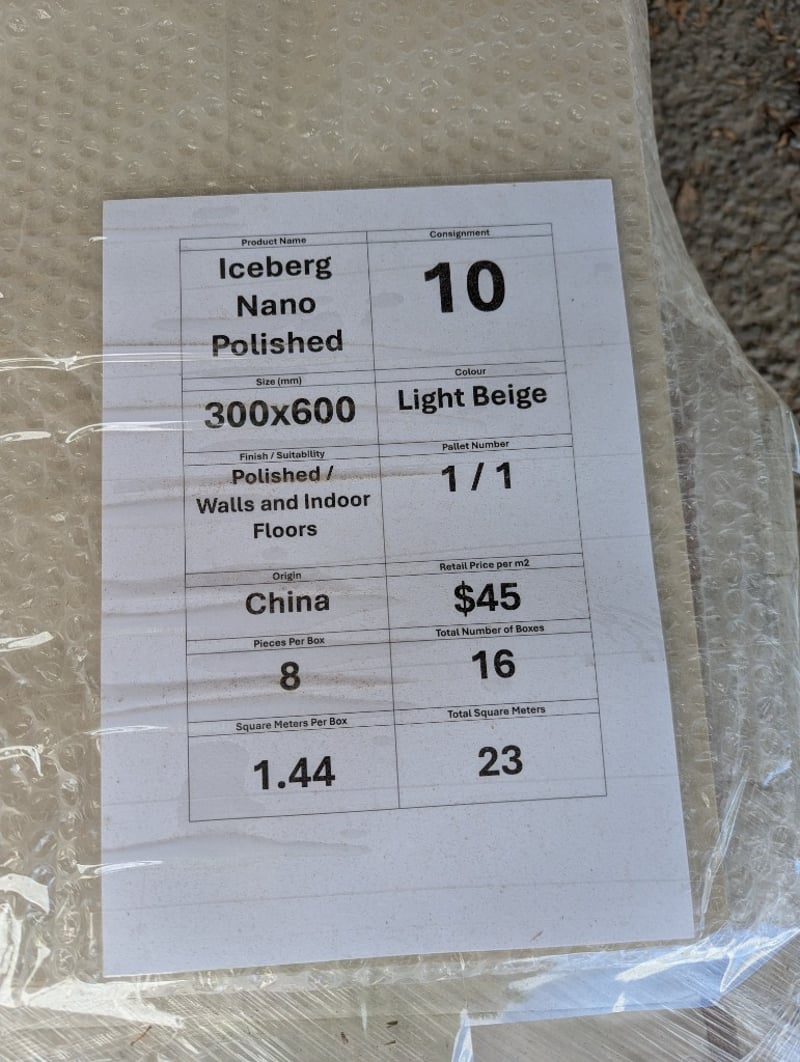 Product Name
Iceberg
Nano
Polished
Consignment
10
Size (mm)
300x600
Colour
Light Beige
Finish / Suitability
Polished /
Walls and Indoor
Floors
Pallet Number
1 / 1
Origin
China
Retail Price per m2
$45
Pieces Per Box
8
Total Number of Boxes
16
Square Meters Per Box
1.44
Total Square Meters
23